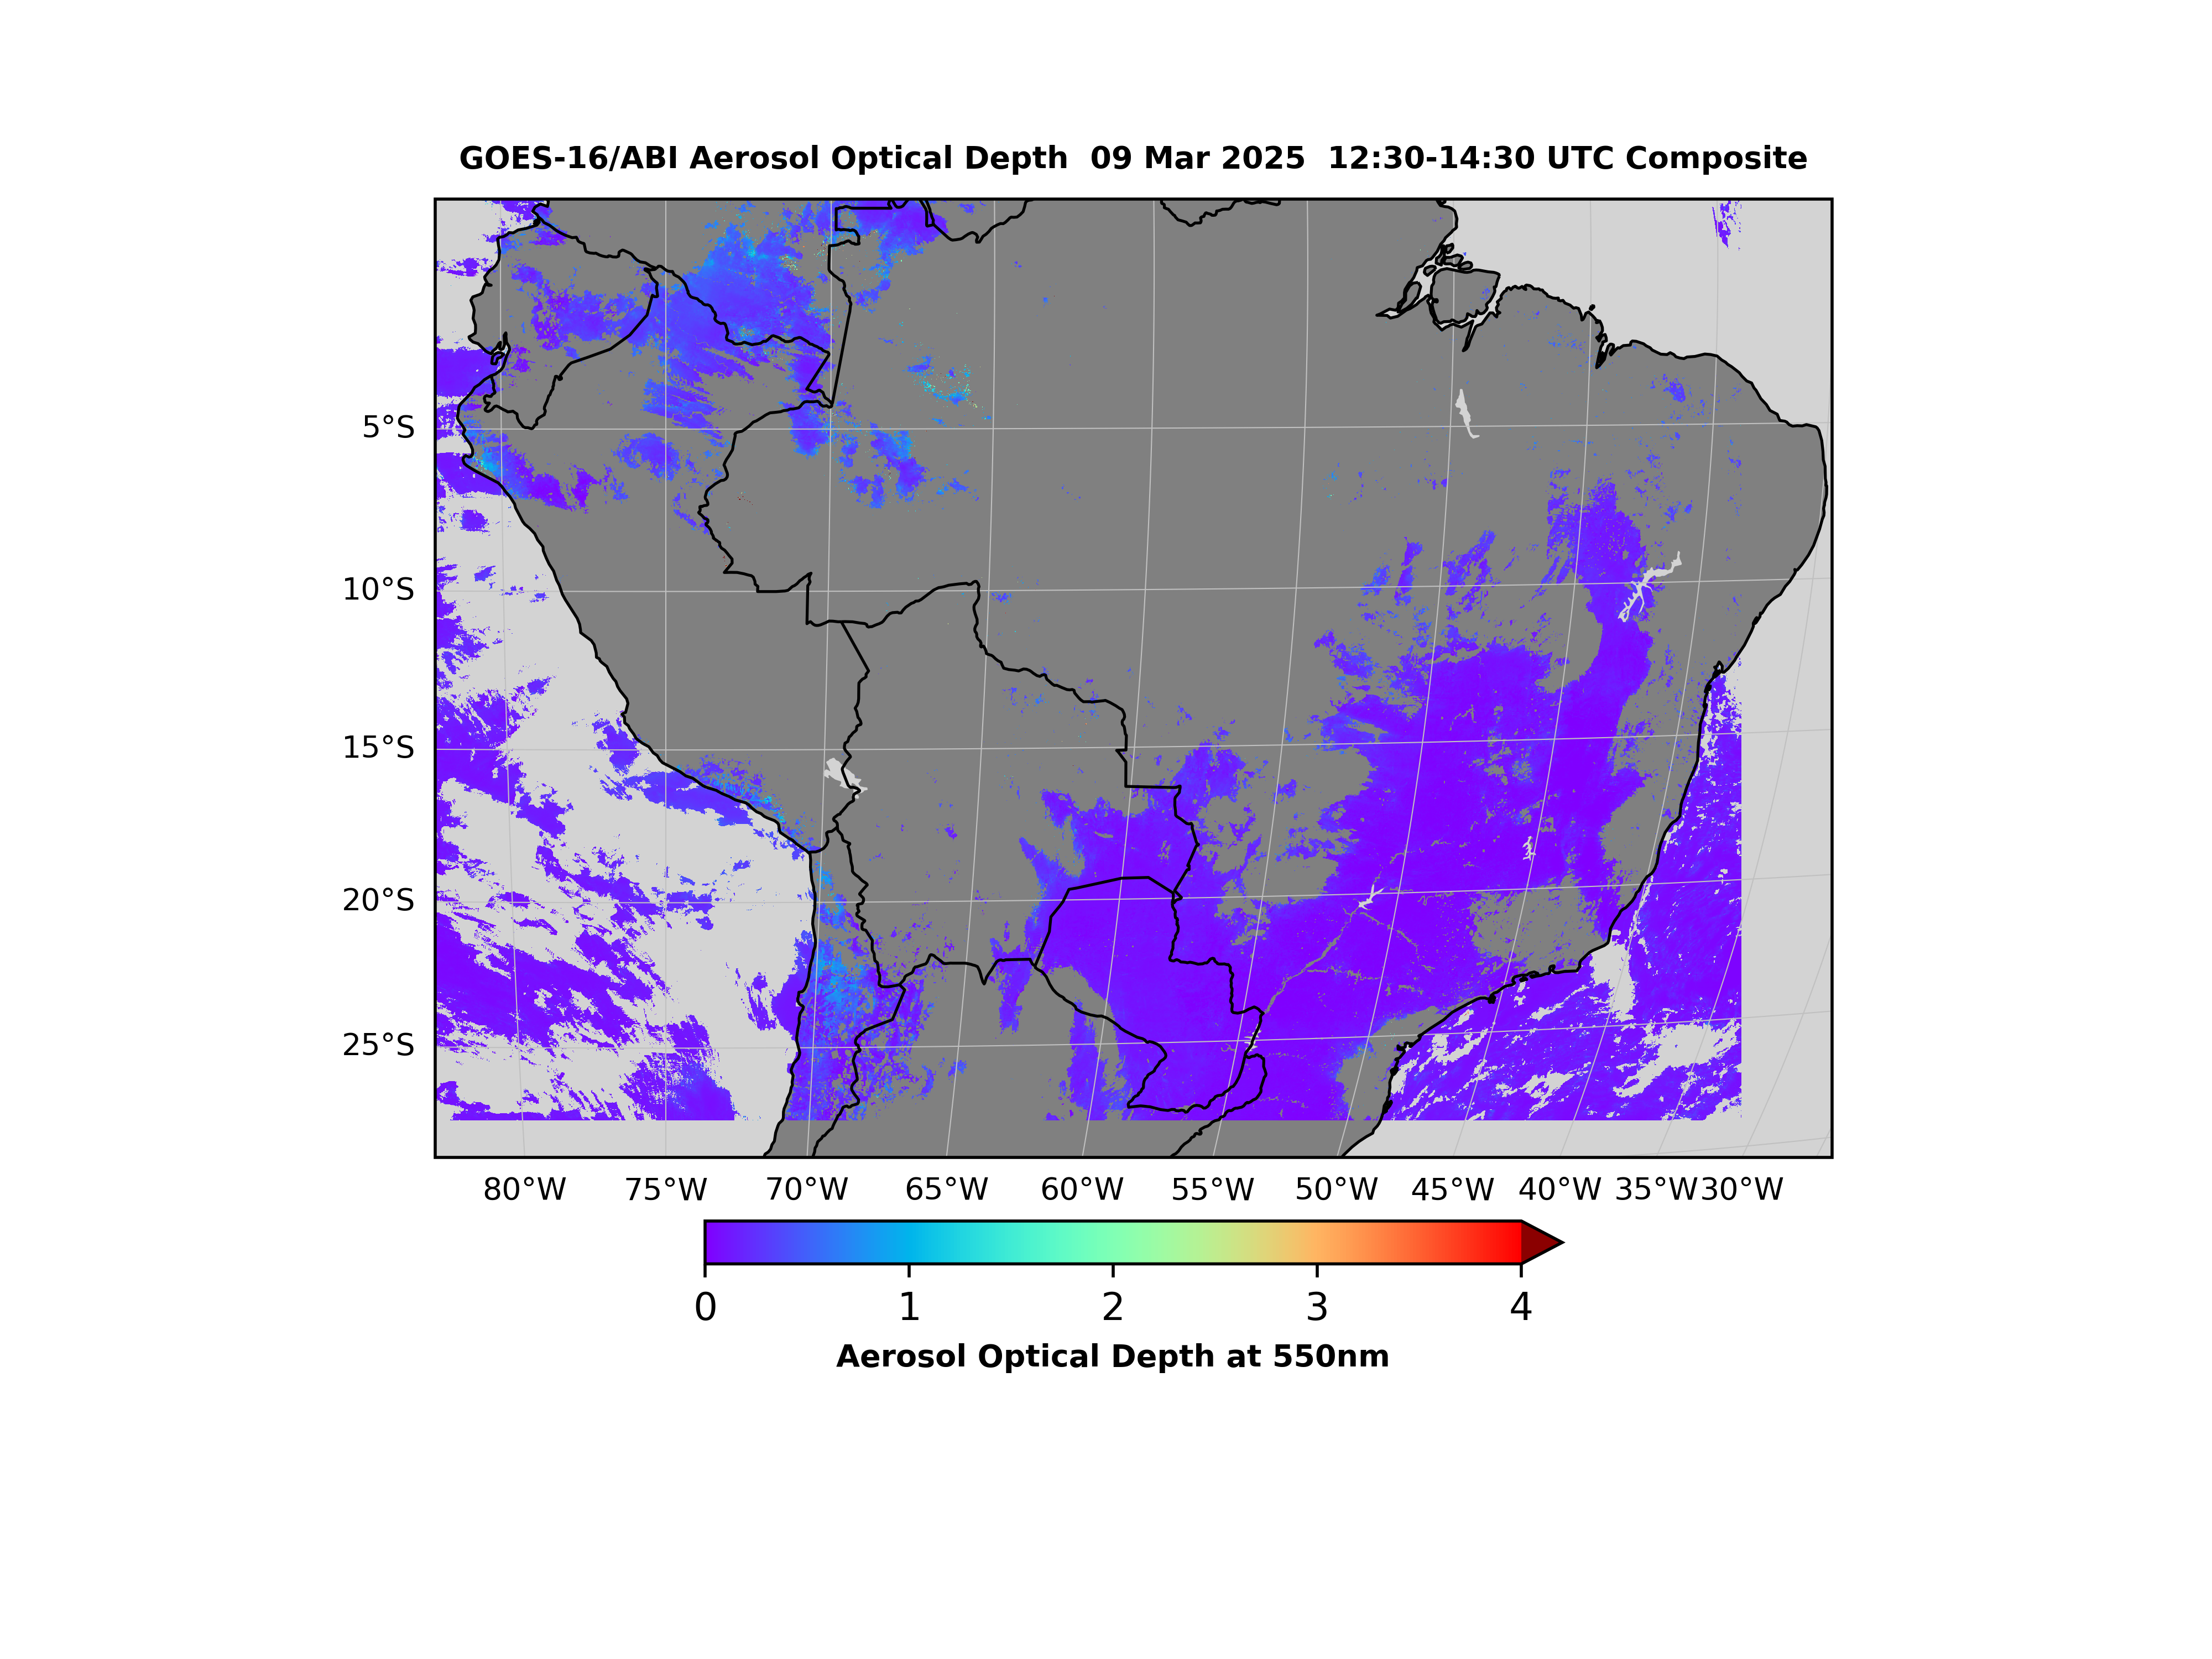 GOES-16/ABI Aerosol Optical Depth  09 Mar 2025  12:30-14:30 UTC Composite
5°S
10°S
15°S
20°S
25°S
80°W 75°W 70°W 65°W 60°W 55°W 50°W 45°W 40°W 35°W 30°W
0 1 2 3 4
Aerosol Optical Depth at 550nm